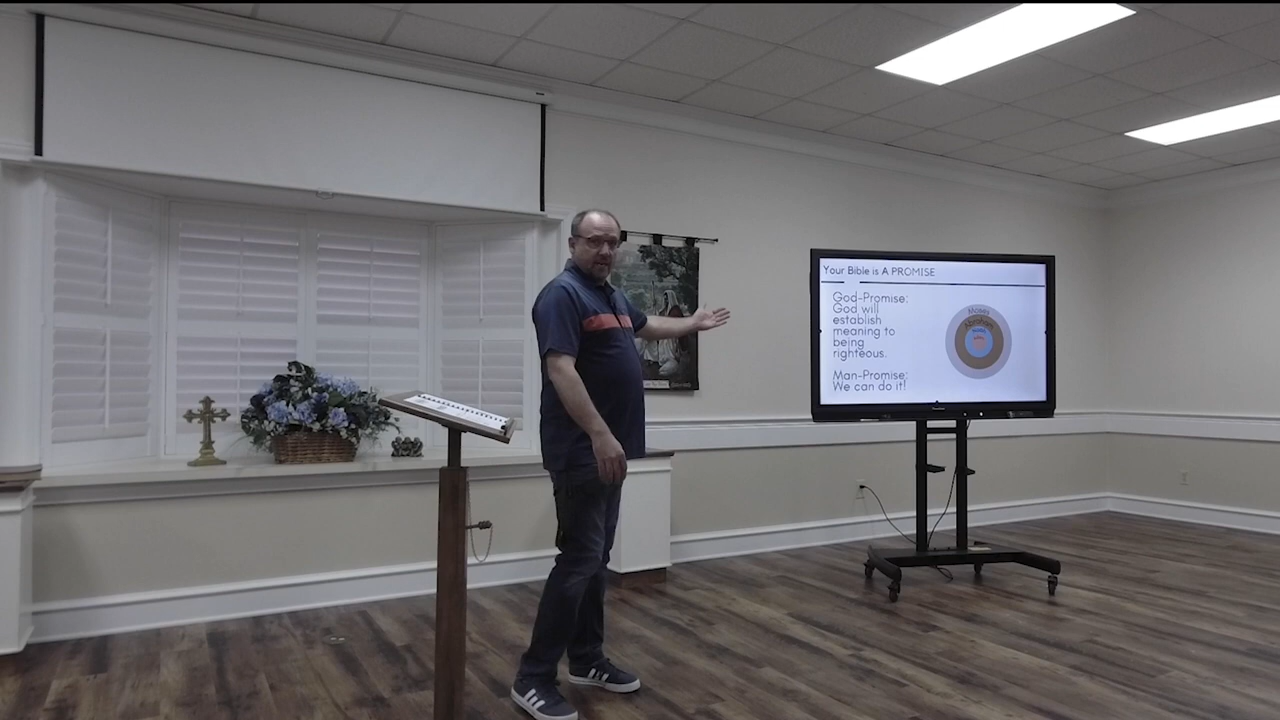 Your Bible is A PROMISE
God-Promise:
God will
establish
meaning to
being
righteous.
Man-Promise:
We can do it!
Moses
Abraham